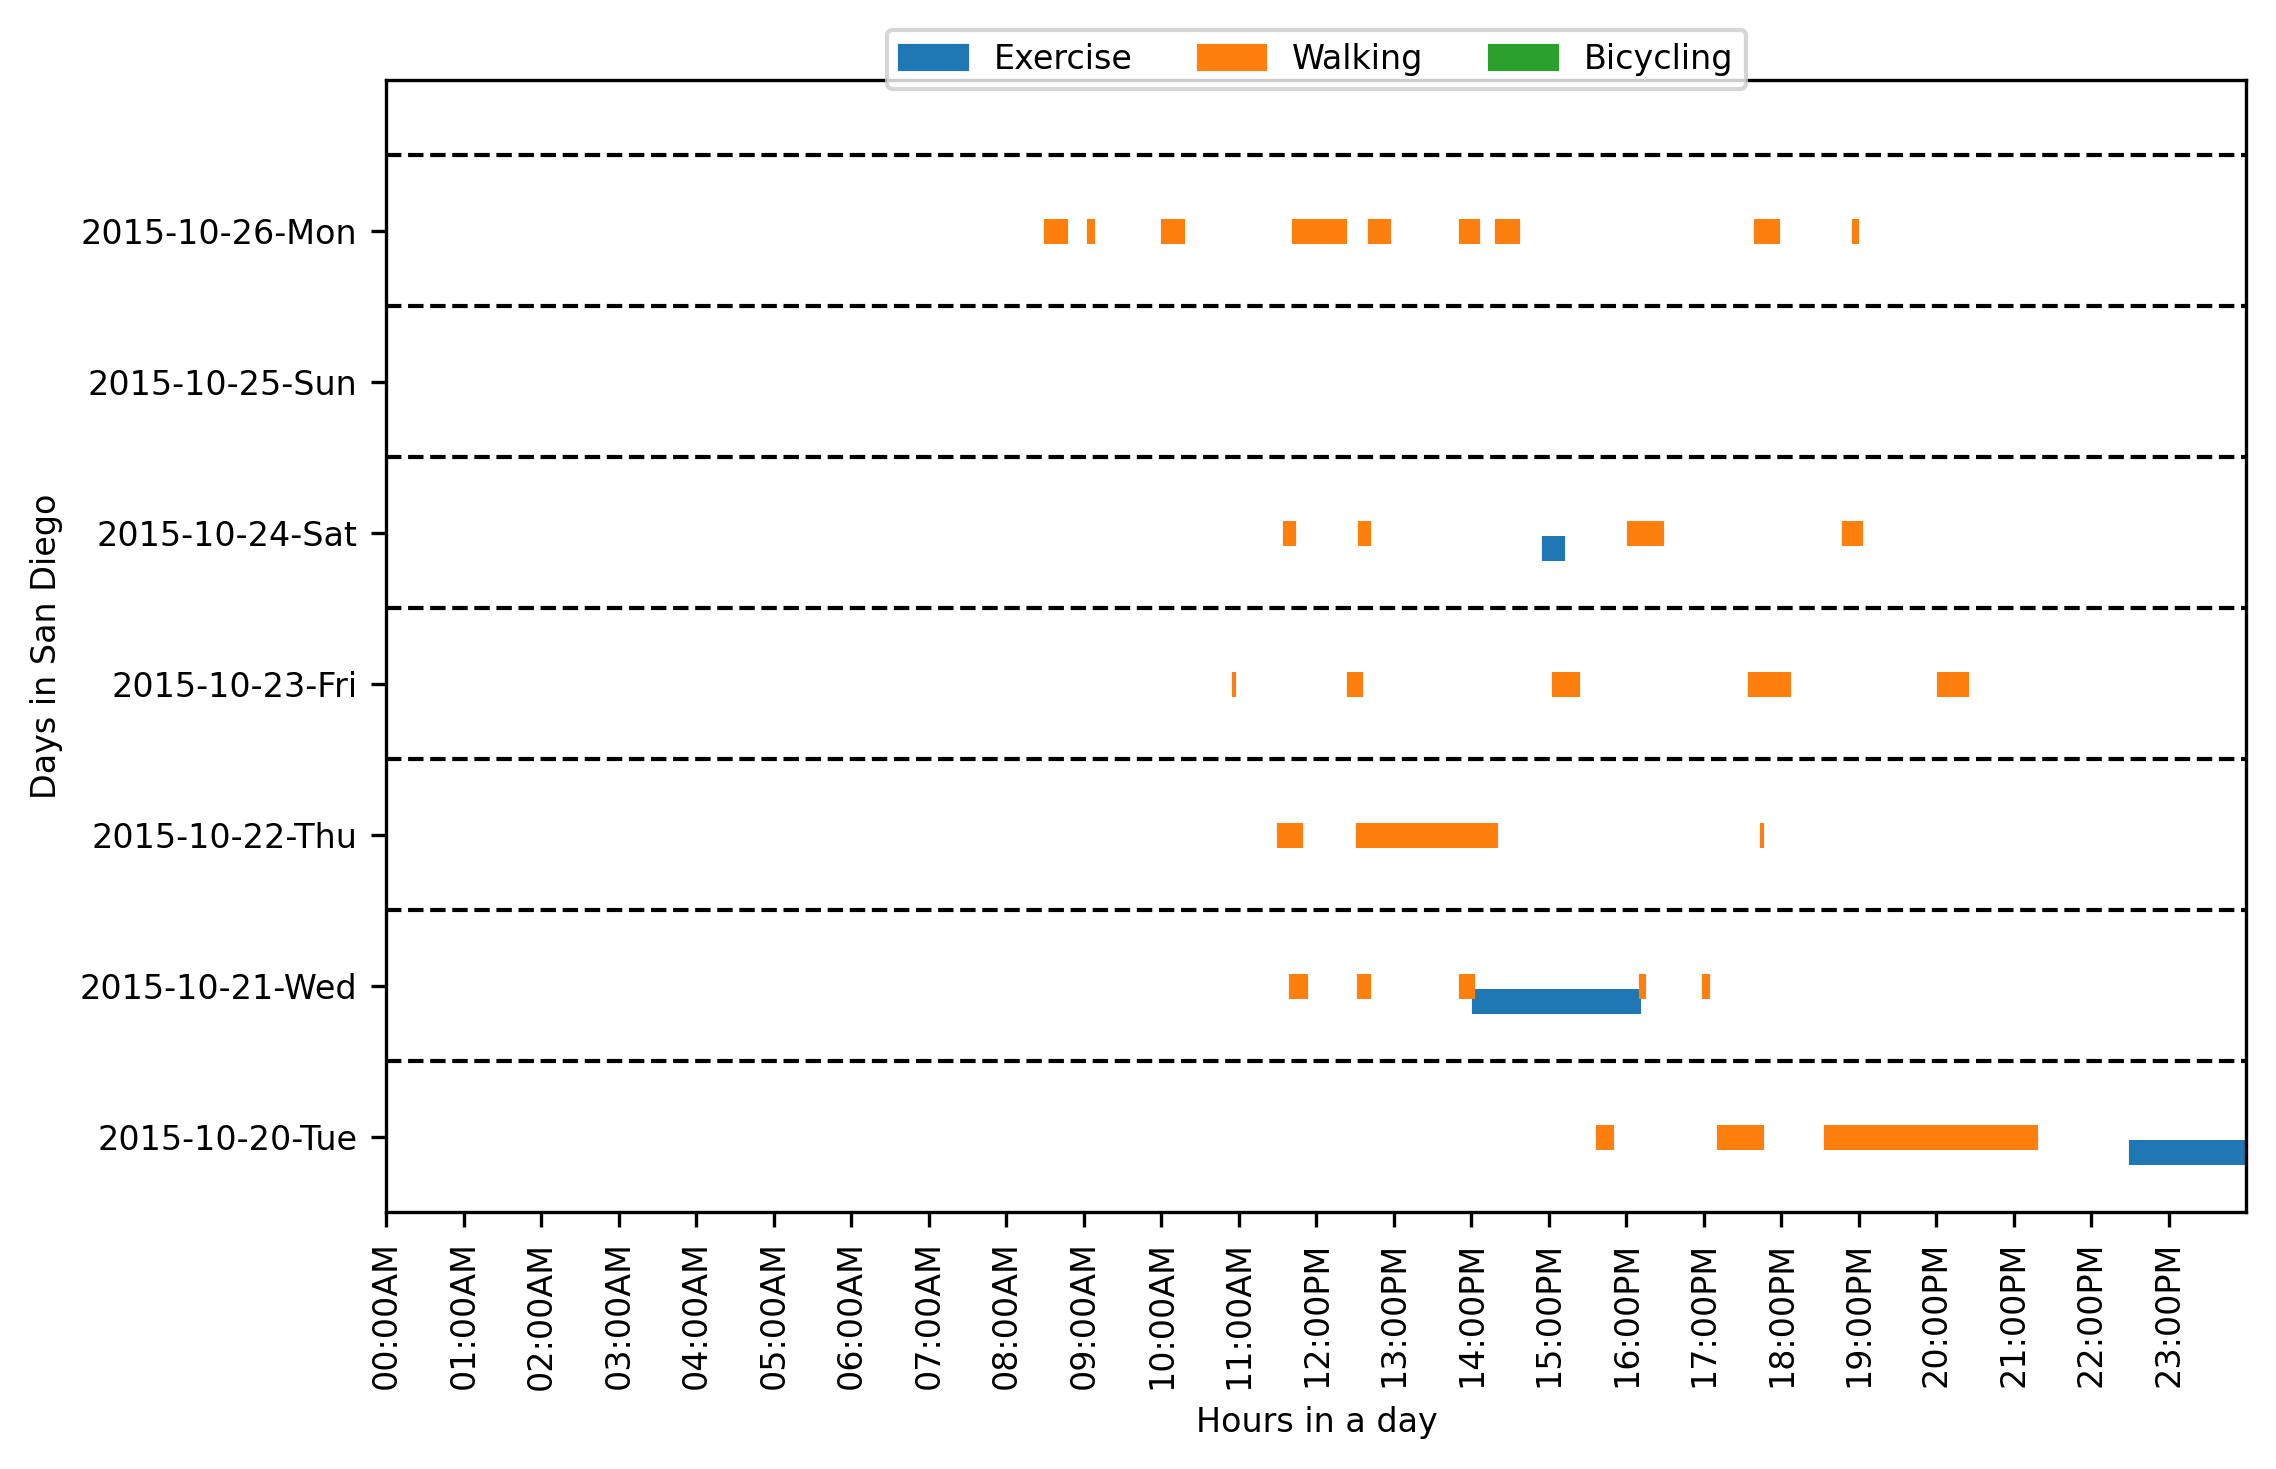 Exercise Walking Bicycling
2015-10-26-Mon
2015-10-25-Sun
2015-10-24-Sat
2015-10-23-Fri
2015-10-22-Thu
2015-10-21-Wed
2015-10-20-Tue
Days in San Diego
00:00AM
01:00AM
02:00AM
03:00AM
04:00AM
05:00AM
06:00AM
07:00AM
08:00AM
09:00AM
10:00AM
11:00AM
12:00PM
13:00PM
14:00PM
15:00PM
16:00PM
17:00PM
18:00PM
19:00PM
20:00PM
21:00PM
22:00PM
23:00PM
Hours in a day